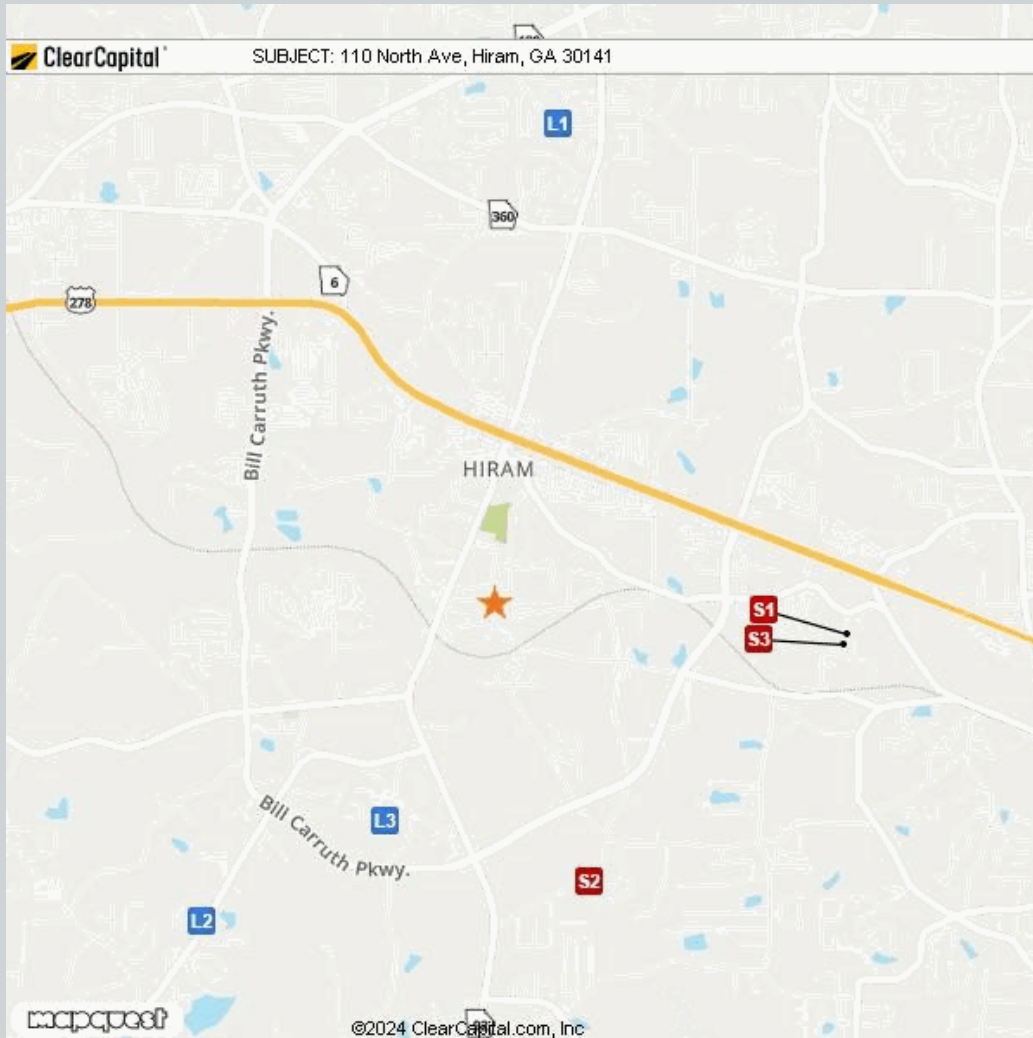 ClearCapital
SUBJECT: 110 North Ave, Hiram, GA 30141
L1
360
6
278
Bill Carruth Pkwy.
HIRAM
S1
S3
Bill Carruth Pkwy.
L3
S2
L2
mapquest
©2024 ClearCapital.com, Inc